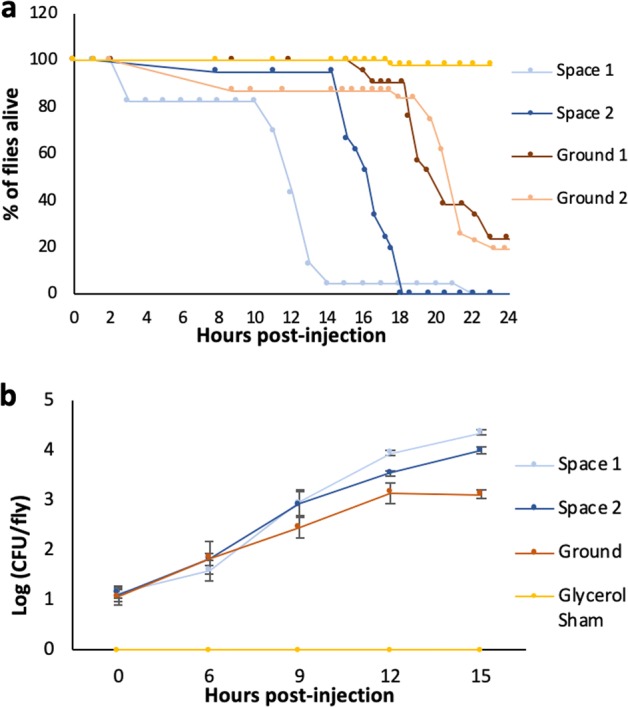 a
120
100
80
60
40
20
0
% of flies alive
0 2 4 6 8 10 12 14 16 18 20 22 24
Hours post-injection
Space 1
Space 2
Ground 1
Ground 2
b
5
4
3
2
1
0
Log (CFU/fly)
0 6 9 12 15
Hours post-injection
Space 1
Space 2
Ground
Glycerol
Sham